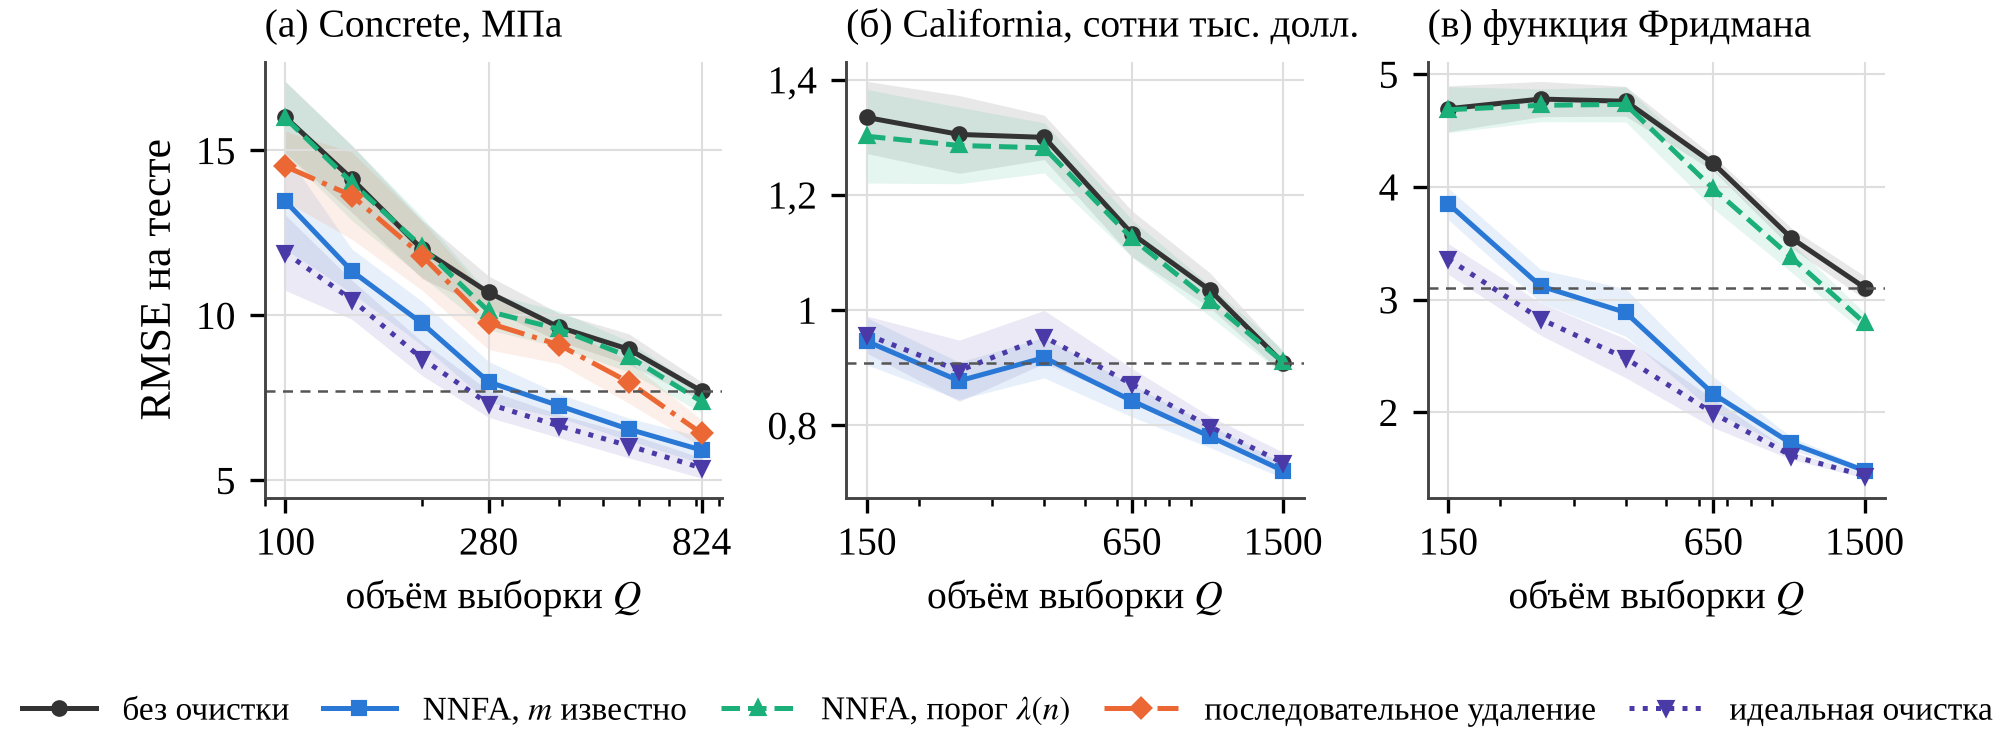 (а) Concrete, МПа
(б) California, сотни тыс. долл.
(в) функция Фридмана
RMSE на тесте
15
10
5
100
280
824
объём выборки Q
1,4
1,2
1
0,8
150
650
1500
объём выборки Q
5
4
3
2
150
650
1500
объём выборки Q
без очистки
NNFA, m известно
NNFA, порог λ(n)
последовательное удаление
идеальная очистка